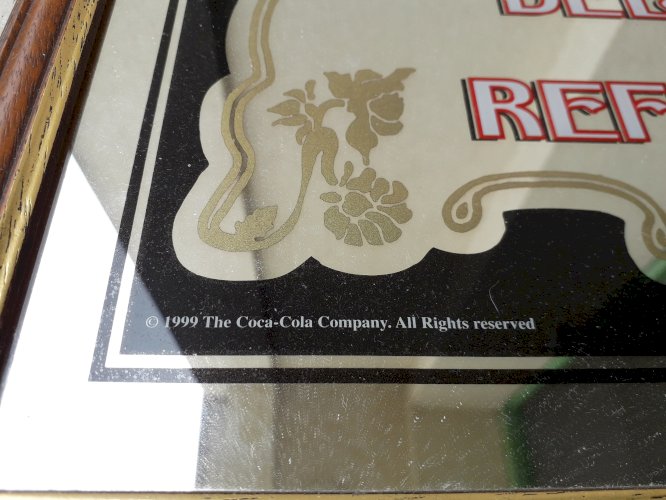 REF
© 1999 The Coca-Cola Company. All Rights reserved